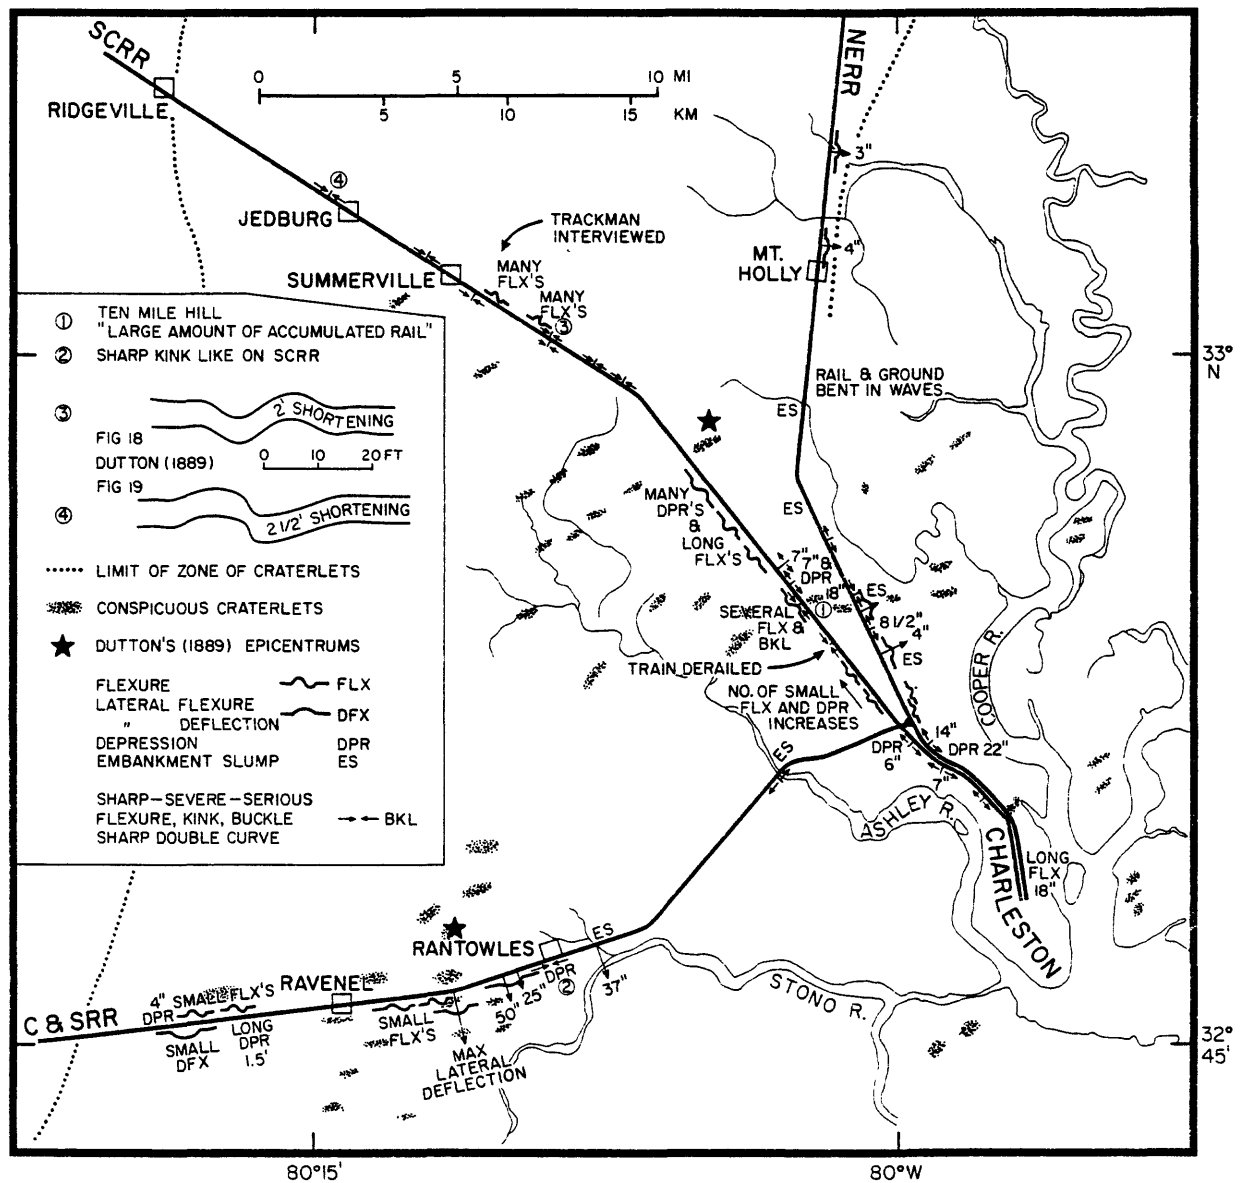 SCRR
RIDGEVILLE
0 5 10 MI
5 10 15 KM
NERR
3"
④
JEDBURG
TRACKMAN
INTERVIEWED
4"
MT.
HOLLY
SUMMERVILLE
MANY
FLX'S
MANY
FLX'S
③
① TEN MILE HILL
"LARGE AMOUNT OF ACCUMULATED RAIL"
② SHARP KINK LIKE ON SCRR
③ 2' SHORTENING
FIG 18
DUTTON (1889)
0 10 20 FT
FIG 19
④ 2 1/2' SHORTENING
LIMIT OF ZONE OF CRATERLETS
CONSPICUOUS CRATERLETS
DUTTON'S (1889) EPICENTRUMS
FLEXURE FLX
LATERAL FLEXURE
" DEFLECTION DFX
DEPRESSION DPR
EMBANKMENT SLUMP ES
SHARP–SEVERE–SERIOUS
FLEXURE, KINK, BUCKLE BKL
SHARP DOUBLE CURVE
33°
N
RAIL & GROUND
BENT IN WAVES
ES
MANY
DPR'S
&
LONG
FLX'S
ES
7"
7" &
DPR
18"
ES
①
SEVERAL
FLX &
BKL
8 1/2"
4"
ES
TRAIN DERAILED
NO. OF SMALL
FLX AND DPR
INCREASES
COOPER R.
ES
DPR
6"
14"
DPR 22"
7"
ASHLEY R.
CHARLESTON
LONG
FLX
18"
RANTOWLES
ES
DPR
②
37"
25"
50"
STONO R.
RAVENEL
4" SMALL FLX'S
DPR
C & SRR
SMALL
DFX
LONG
DPR
1.5'
SMALL
FLX'S
MAX
LATERAL
DEFLECTION
32°
45'
80°15'
80°W